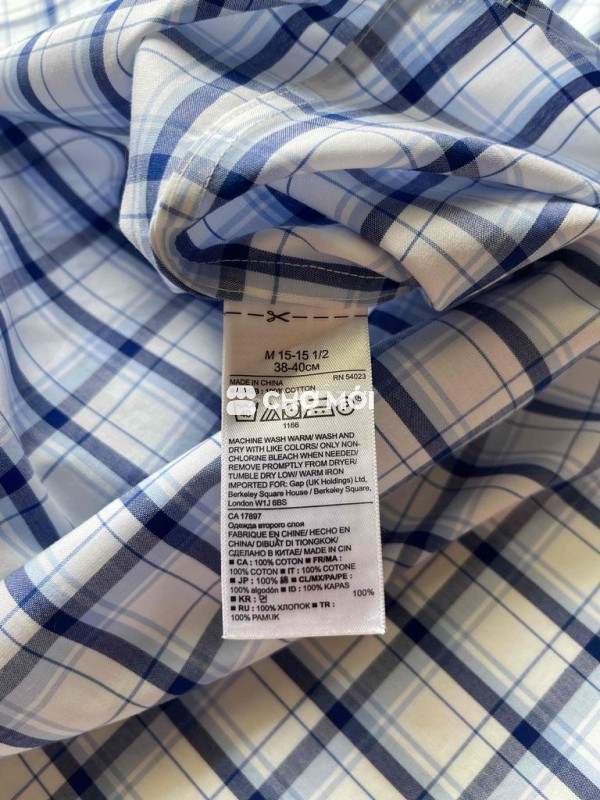 M 15-15 1/2
38-40CM
MADE IN CHINA RN 54023
100% COTTON
CHỢ MỚI
1166
MACHINE WASH WARM/ WASH AND
DRY WITH LIKE COLORS/ ONLY NON-
CHLORINE BLEACH WHEN NEEDED/
REMOVE PROMPTLY FROM DRYER/
TUMBLE DRY LOW/ WARM IRON
IMPORTED FOR: Gap (UK Holdings) Ltd.
Berkeley Square House / Berkeley Square,
London W1J 6BS
CA 17897
Одежда второго слоя
FABRIQUE EN CHINE/ HECHO EN
CHINA/ DIBUAT DI TIONGKOK/
СДЕЛАНО В КИТАЕ/ MADE IN CIN
■ CA : 100% COTON ■ FR/MA :
100% COTON ■ IT : 100% COTONE
■ JP : 100% 綿 ■ CL/MX/PA/PE :
100% algodón ■ ID : 100% KAPAS
■ KR : 면 100%
■ RU : 100% ХЛОПОК ■ TR :
100% PAMUK